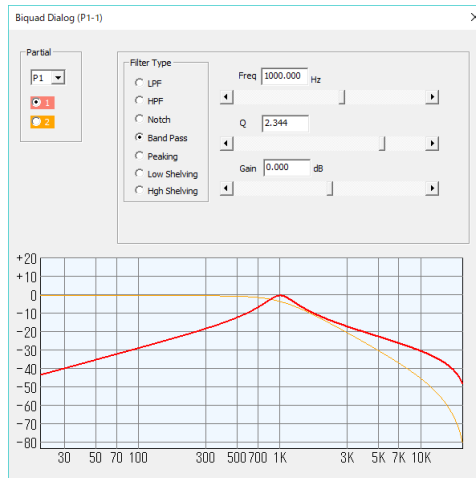 Biquad Dialog (P1-1)
Partial
P1
1
2
Filter Type
LPF
HPF
Notch
Band Pass
Peaking
Low Shelving
Hgh Shelving
Freq 1000.000 Hz
Q 2.344
Gain 0.000 dB
+20
+10
0
-10
-20
-30
-40
-50
-60
-70
-80
30 50 70 100 300 500 700 1K 3K 5K 7K 10K